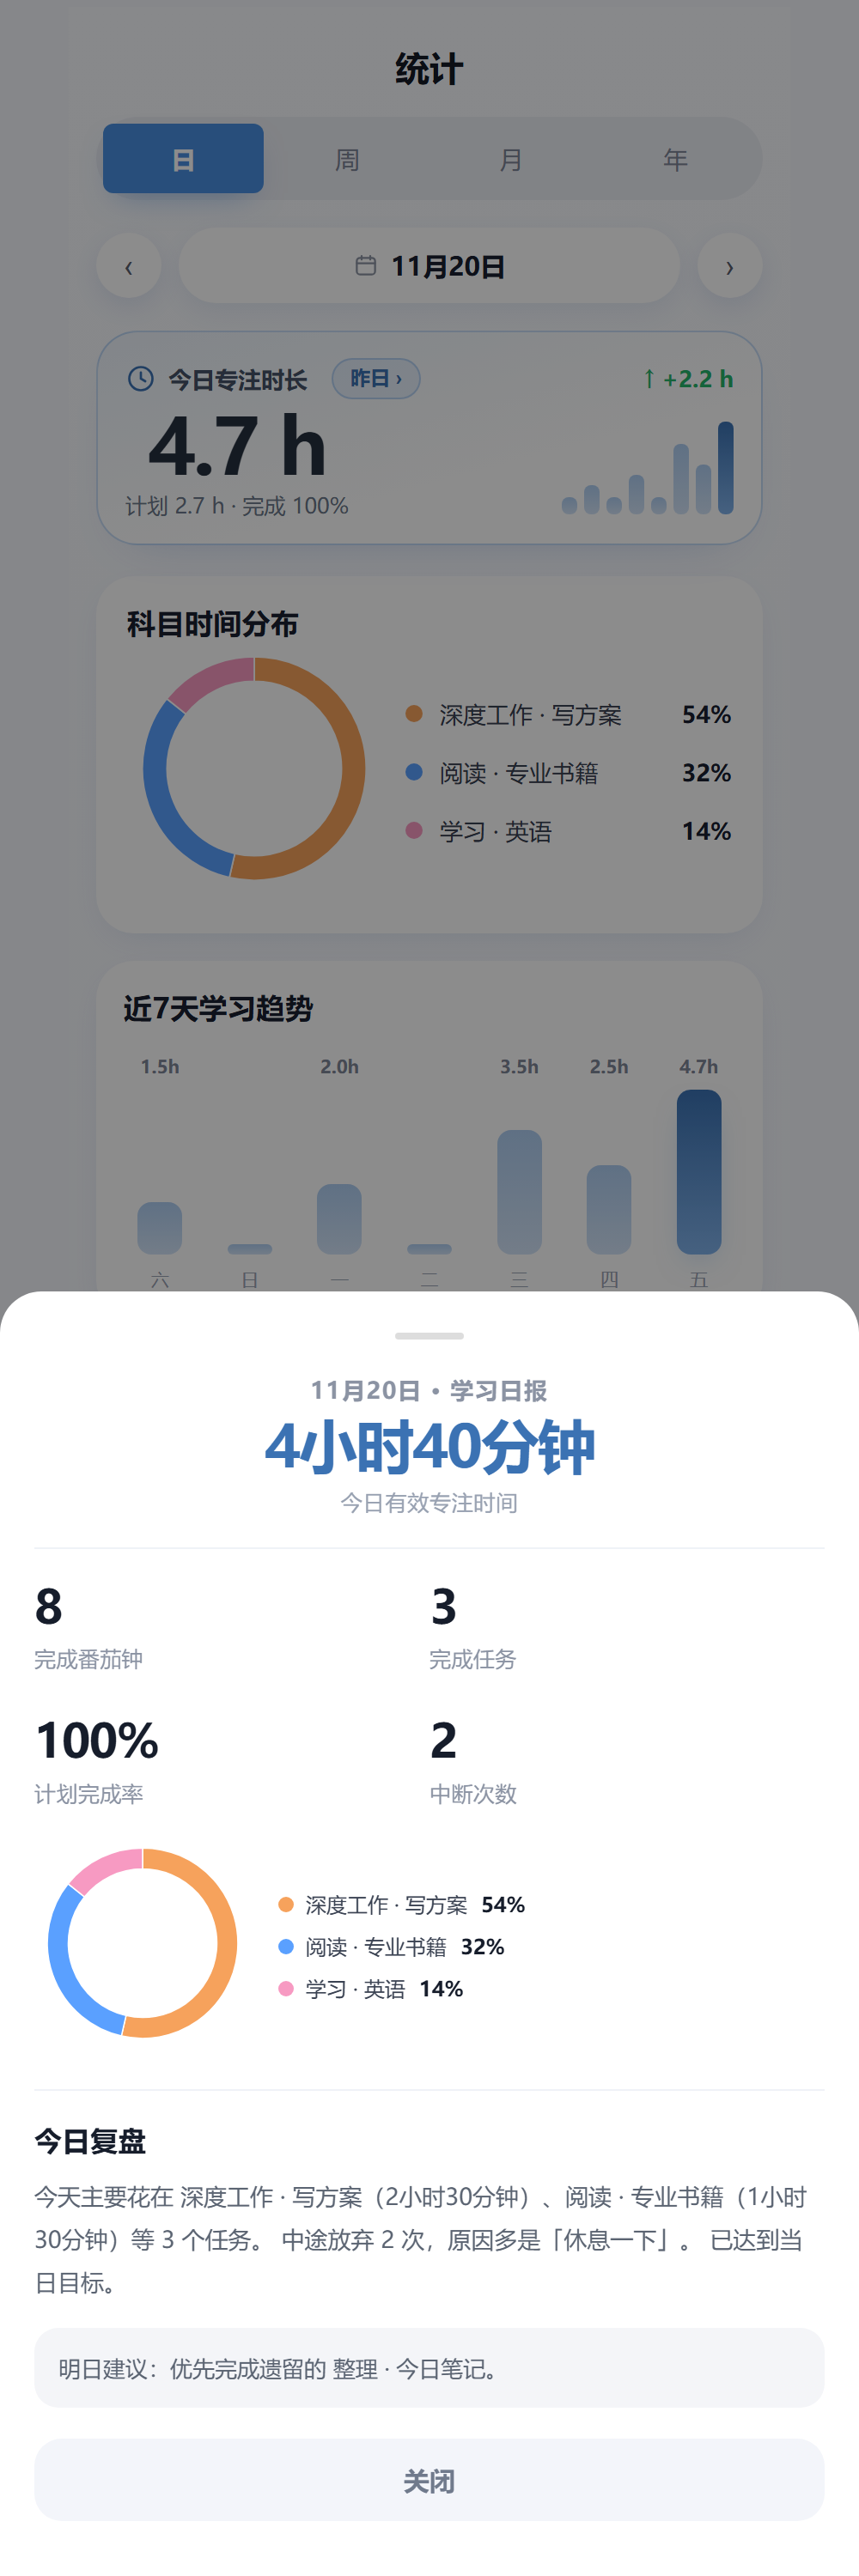 统计
日 周 月 年
‹ 11月20日 ›
今日专注时长 昨日 › ↑ +2.2 h
4.7 h
计划 2.7 h · 完成 100%
科目时间分布
深度工作 · 写方案 54%
阅读 · 专业书籍 32%
学习 · 英语 14%
近7天学习趋势
1.5h 2.0h 3.5h 2.5h 4.7h
六 日 一 二 三 四 五
11月20日 • 学习日报
4小时40分钟
今日有效专注时间
8 3
完成番茄钟 完成任务
100% 2
计划完成率 中断次数
深度工作 · 写方案 54%
阅读 · 专业书籍 32%
学习 · 英语 14%
今日复盘
今天主要花在 深度工作 · 写方案（2小时30分钟）、阅读 · 专业书籍（1小时
30分钟）等 3 个任务。 中途放弃 2 次，原因多是「休息一下」。 已达到当
日目标。
明日建议：优先完成遗留的 整理 · 今日笔记。
关闭